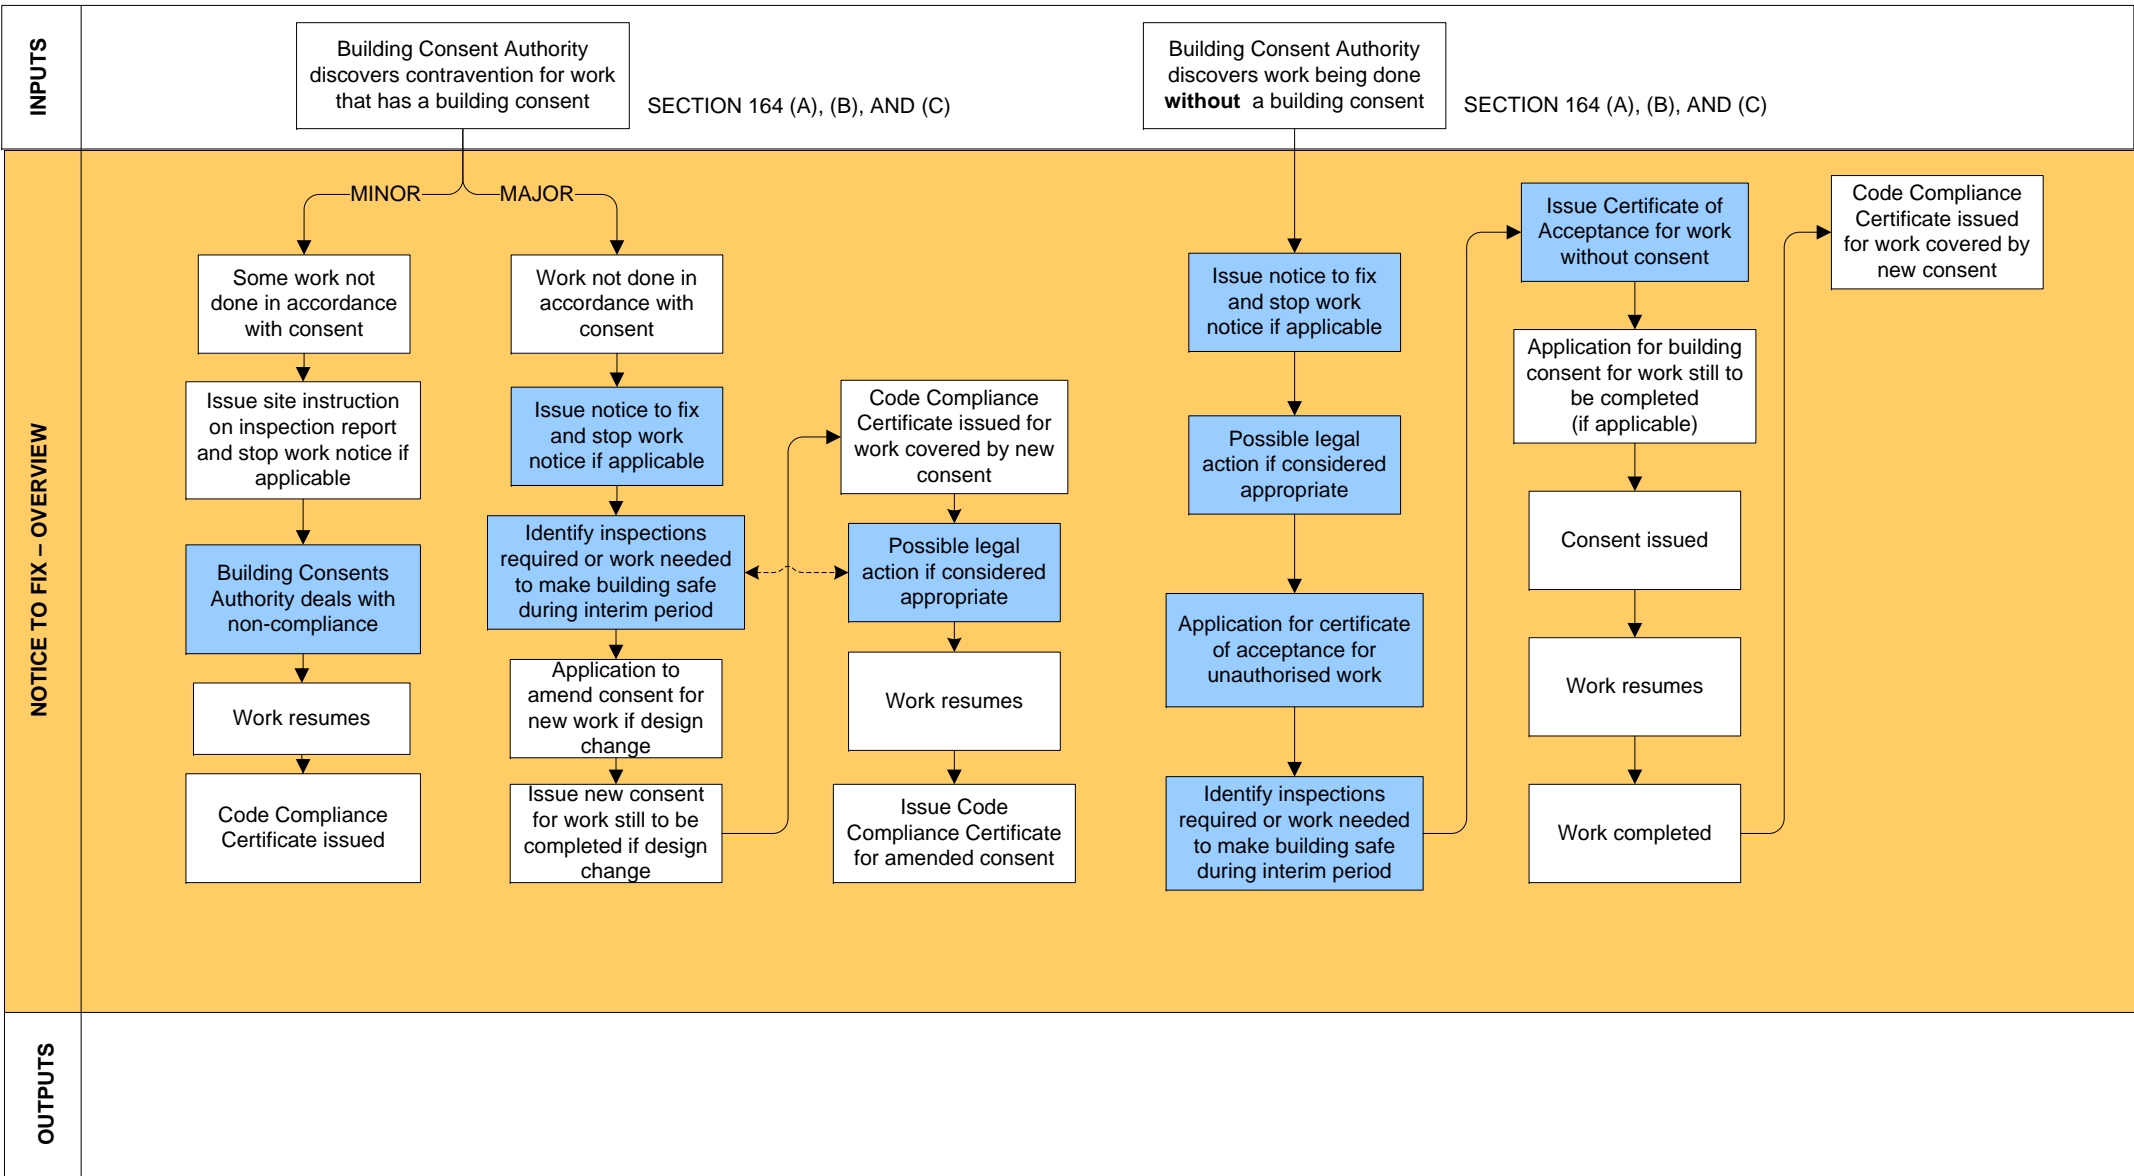 INPUTS
Building Consent Authority
discovers contravention for work
that has a building consent
SECTION 164 (A), (B), AND (C)
Building Consent Authority
discovers work being done
without a building consent
SECTION 164 (A), (B), AND (C)
NOTICE TO FIX – OVERVIEW
MINOR
MAJOR
Some work not
done in accordance
with consent
Issue site instruction
on inspection report
and stop work notice if
applicable
Building Consents
Authority deals with
non-compliance
Work resumes
Code Compliance
Certificate issued
Work not done in
accordance with
consent
Issue notice to fix
and stop work
notice if applicable
Identify inspections
required or work needed
to make building safe
during interim period
Application to
amend consent for
new work if design
change
Issue new consent
for work still to be
completed if design
change
Code Compliance
Certificate issued for
work covered by new
consent
Possible legal
action if considered
appropriate
Work resumes
Issue Code
Compliance Certificate
for amended consent
Issue notice to fix
and stop work
notice if applicable
Possible legal
action if considered
appropriate
Application for certificate
of acceptance for
unauthorised work
Identify inspections
required or work needed
to make building safe
during interim period
Issue Certificate of
Acceptance for work
without consent
Application for building
consent for work still to
be completed
(if applicable)
Consent issued
Work resumes
Work completed
Code Compliance
Certificate issued
for work covered by
new consent
OUTPUTS